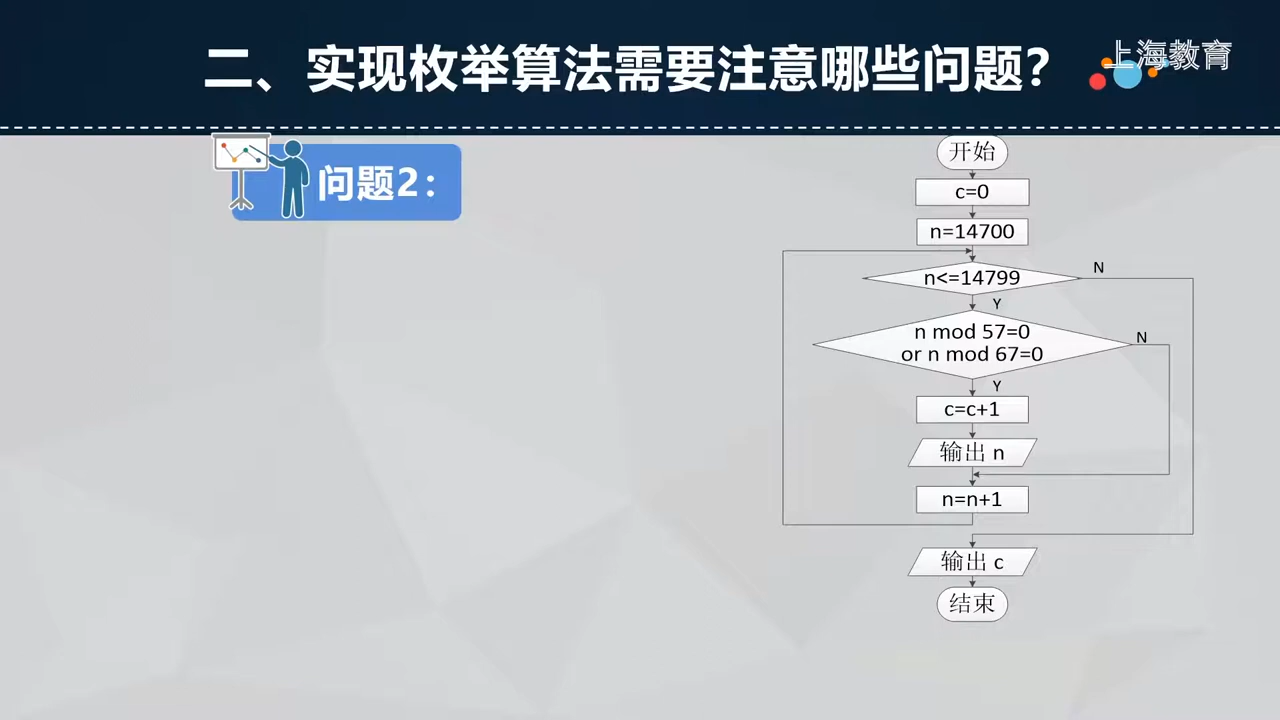 二、实现枚举算法需要注意哪些问题？
上海教育
问题2：
开始
c=0
n=14700
n<=14799
N
Y
n mod 57=0
or n mod 67=0
N
Y
c=c+1
输出 n
n=n+1
输出 c
结束